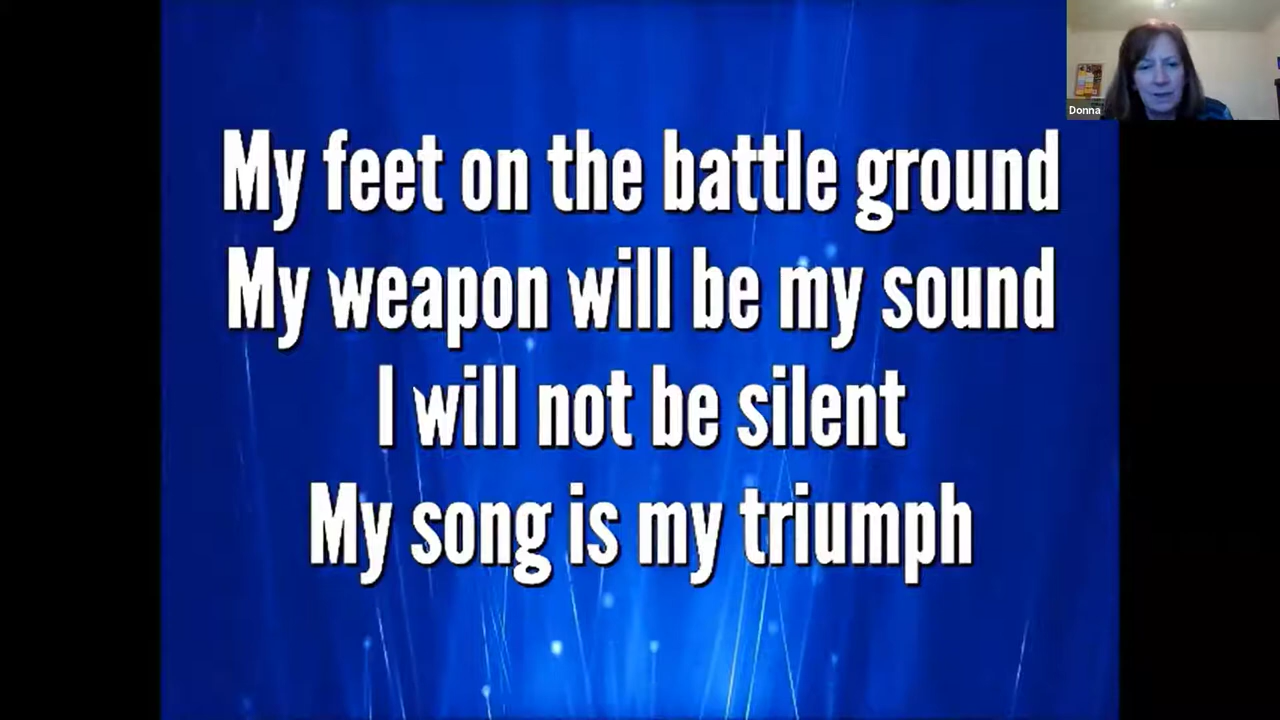 My feet on the battle ground
My weapon will be my sound
I will not be silent
My song is my triumph
Donna